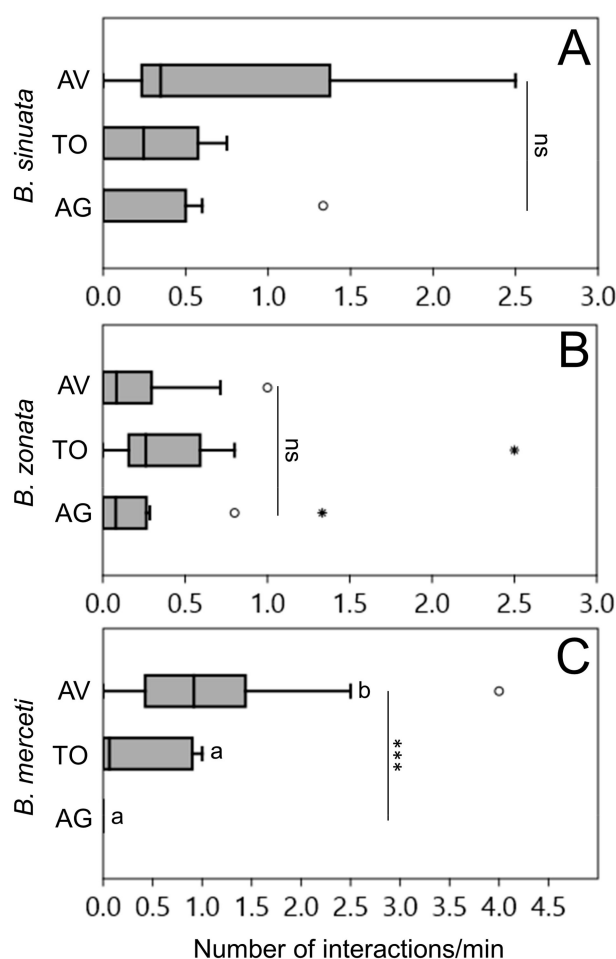 A
B. sinuata
AV
TO
AG
ns
0.0 0.5 1.0 1.5 2.0 2.5 3.0
B
B. zonata
AV
TO
AG
ns
0.0 0.5 1.0 1.5 2.0 2.5 3.0
C
B. merceti
AV b
TO a
AG a
***
0.0 0.5 1.0 1.5 2.0 2.5 3.0 3.5 4.0 4.5
Number of interactions/min